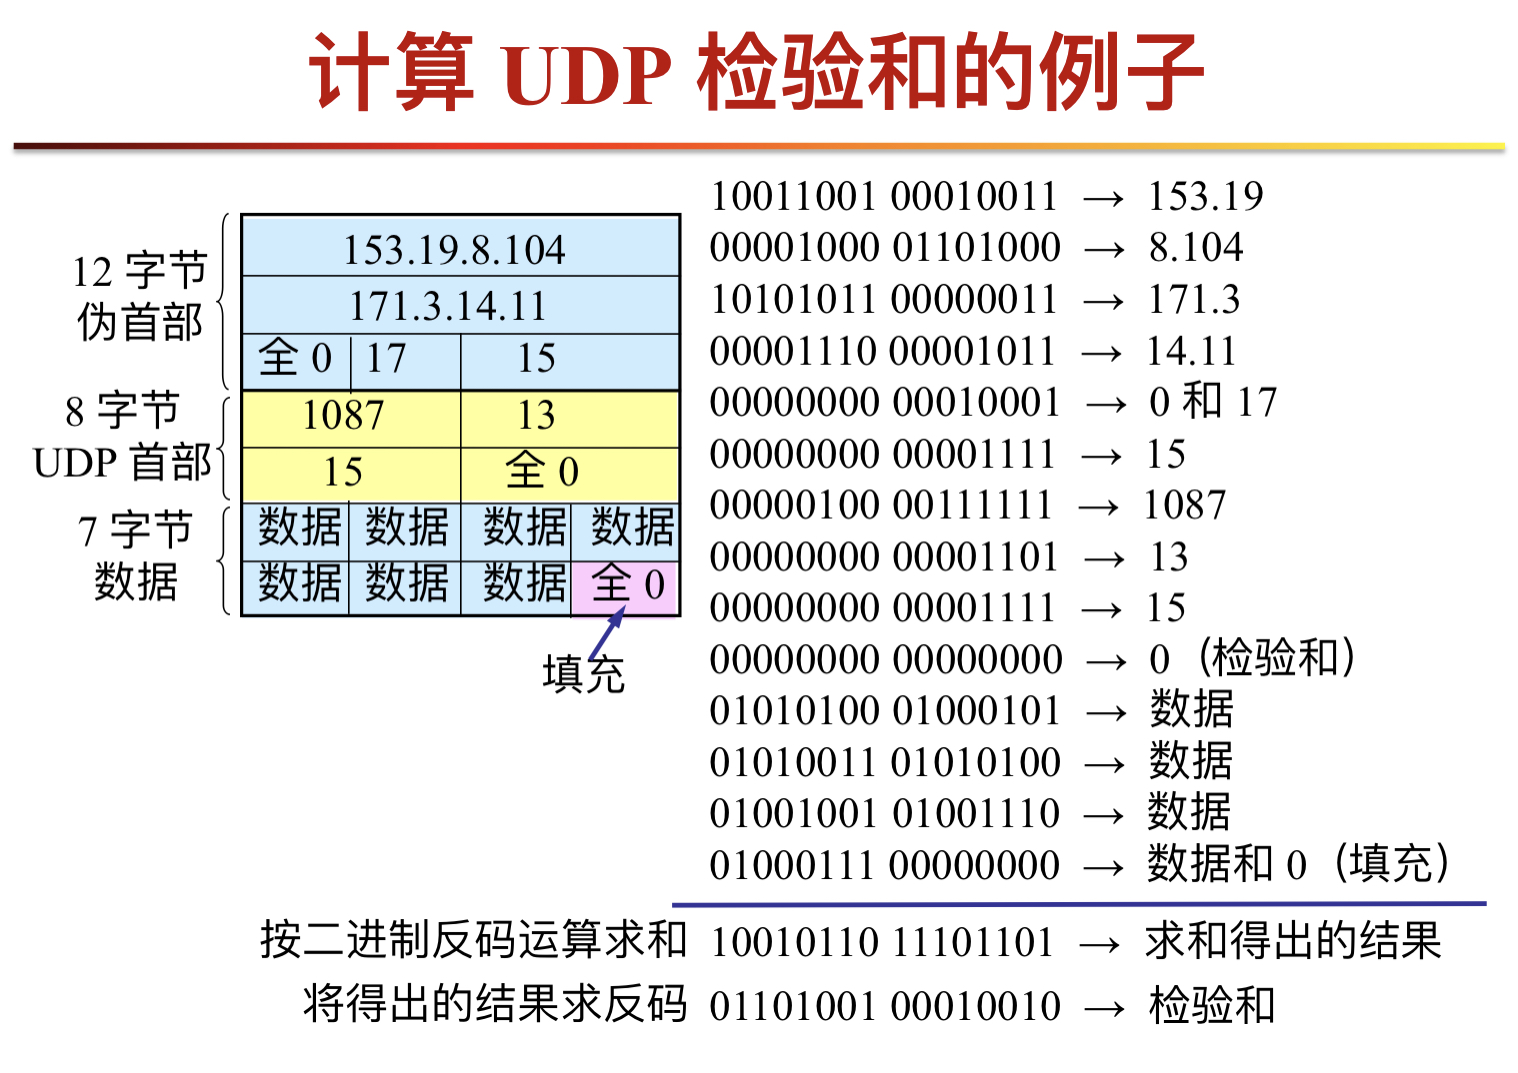 计算 UDP 检验和的例子
12 字节
伪首部
153.19.8.104
171.3.14.11
全 0 17 15
8 字节
UDP 首部
1087 13
15 全 0
7 字节
数据
数据 数据 数据 数据
数据 数据 数据 全 0
填充
10011001 00010011 → 153.19
00001000 01101000 → 8.104
10101011 00000011 → 171.3
00001110 00001011 → 14.11
00000000 00010001 → 0 和 17
00000000 00001111 → 15
00000100 00111111 → 1087
00000000 00001101 → 13
00000000 00001111 → 15
00000000 00000000 → 0（检验和）
01010100 01000101 → 数据
01010011 01010100 → 数据
01001001 01001110 → 数据
01000111 00000000 → 数据和 0（填充）
按二进制反码运算求和 10010110 11101101 → 求和得出的结果
将得出的结果求反码 01101001 00010010 → 检验和